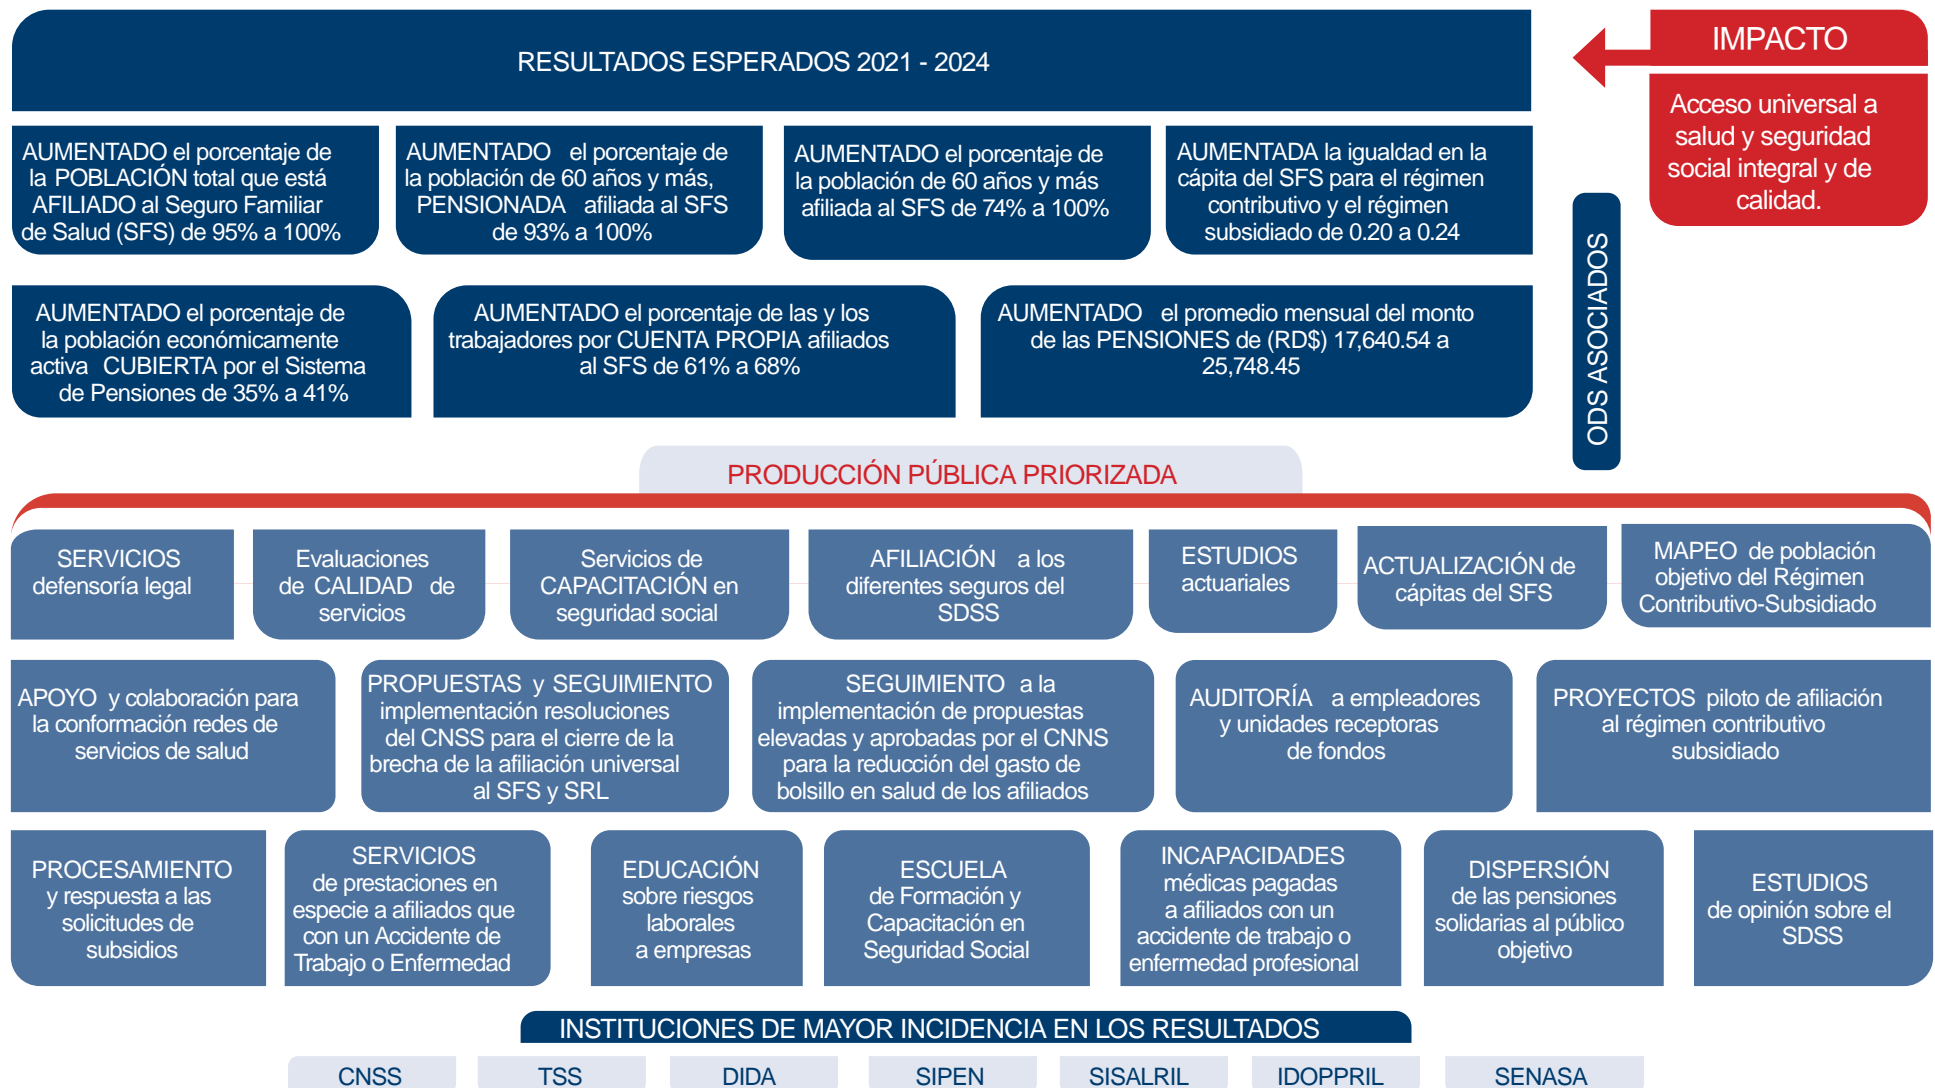 RESULTADOS ESPERADOS 2021 - 2024
IMPACTO
Acceso universal a
salud y seguridad
social integral y de
calidad.
AUMENTADO el porcentaje de
la POBLACIÓN total que está
AFILIADO al Seguro Familiar
de Salud (SFS) de 95% a 100%
AUMENTADO el porcentaje de
la población de 60 años y más,
PENSIONADA afiliada al SFS
de 93% a 100%
AUMENTADO el porcentaje de
la población de 60 años y más
afiliada al SFS de 74% a 100%
AUMENTADA la igualdad en la
cápita del SFS para el régimen
contributivo y el régimen
subsidiado de 0.20 a 0.24
ODS ASOCIADOS
AUMENTADO el porcentaje de
la población económicamente
activa CUBIERTA por el Sistema
de Pensiones de 35% a 41%
AUMENTADO el porcentaje de las y los
trabajadores por CUENTA PROPIA afiliados
al SFS de 61% a 68%
AUMENTADO el promedio mensual del monto
de las PENSIONES de (RD$) 17,640.54 a
25,748.45
PRODUCCIÓN PÚBLICA PRIORIZADA
SERVICIOS
defensoría legal
Evaluaciones
de CALIDAD de
servicios
Servicios de
CAPACITACIÓN en
seguridad social
AFILIACIÓN a los
diferentes seguros del
SDSS
ESTUDIOS
actuariales
ACTUALIZACIÓN de
cápitas del SFS
MAPEO de población
objetivo del Régimen
Contributivo-Subsidiado
APOYO y colaboración para
la conformación redes de
servicios de salud
PROPUESTAS y SEGUIMIENTO
implementación resoluciones
del CNSS para el cierre de la
brecha de la afiliación universal
al SFS y SRL
SEGUIMIENTO a la
implementación de propuestas
elevadas y aprobadas por el CNNS
para la reducción del gasto de
bolsillo en salud de los afiliados
AUDITORÍA a empleadores
y unidades receptoras
de fondos
PROYECTOS piloto de afiliación
al régimen contributivo
subsidiado
PROCESAMIENTO
y respuesta a las
solicitudes de
subsidios
SERVICIOS
de prestaciones en
especie a afiliados que
con un Accidente de
Trabajo o Enfermedad
EDUCACIÓN
sobre riesgos
laborales
a empresas
ESCUELA
de Formación y
Capacitación en
Seguridad Social
INCAPACIDADES
médicas pagadas
a afiliados con un
accidente de trabajo o
enfermedad profesional
DISPERSIÓN
de las pensiones
solidarias al público
objetivo
ESTUDIOS
de opinión sobre el
SDSS
INSTITUCIONES DE MAYOR INCIDENCIA EN LOS RESULTADOS
CNSS
TSS
DIDA
SIPEN
SISALRIL
IDOPPRIL
SENASA